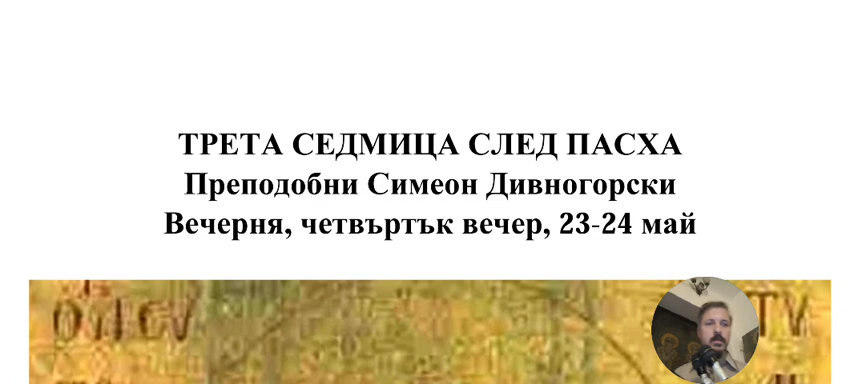 ТРЕТА СЕДМИЦА СЛЕД ПАСХА
Преподобни Симеон Дивногорски
Вечерня, четвъртък вечер, 23-24 май